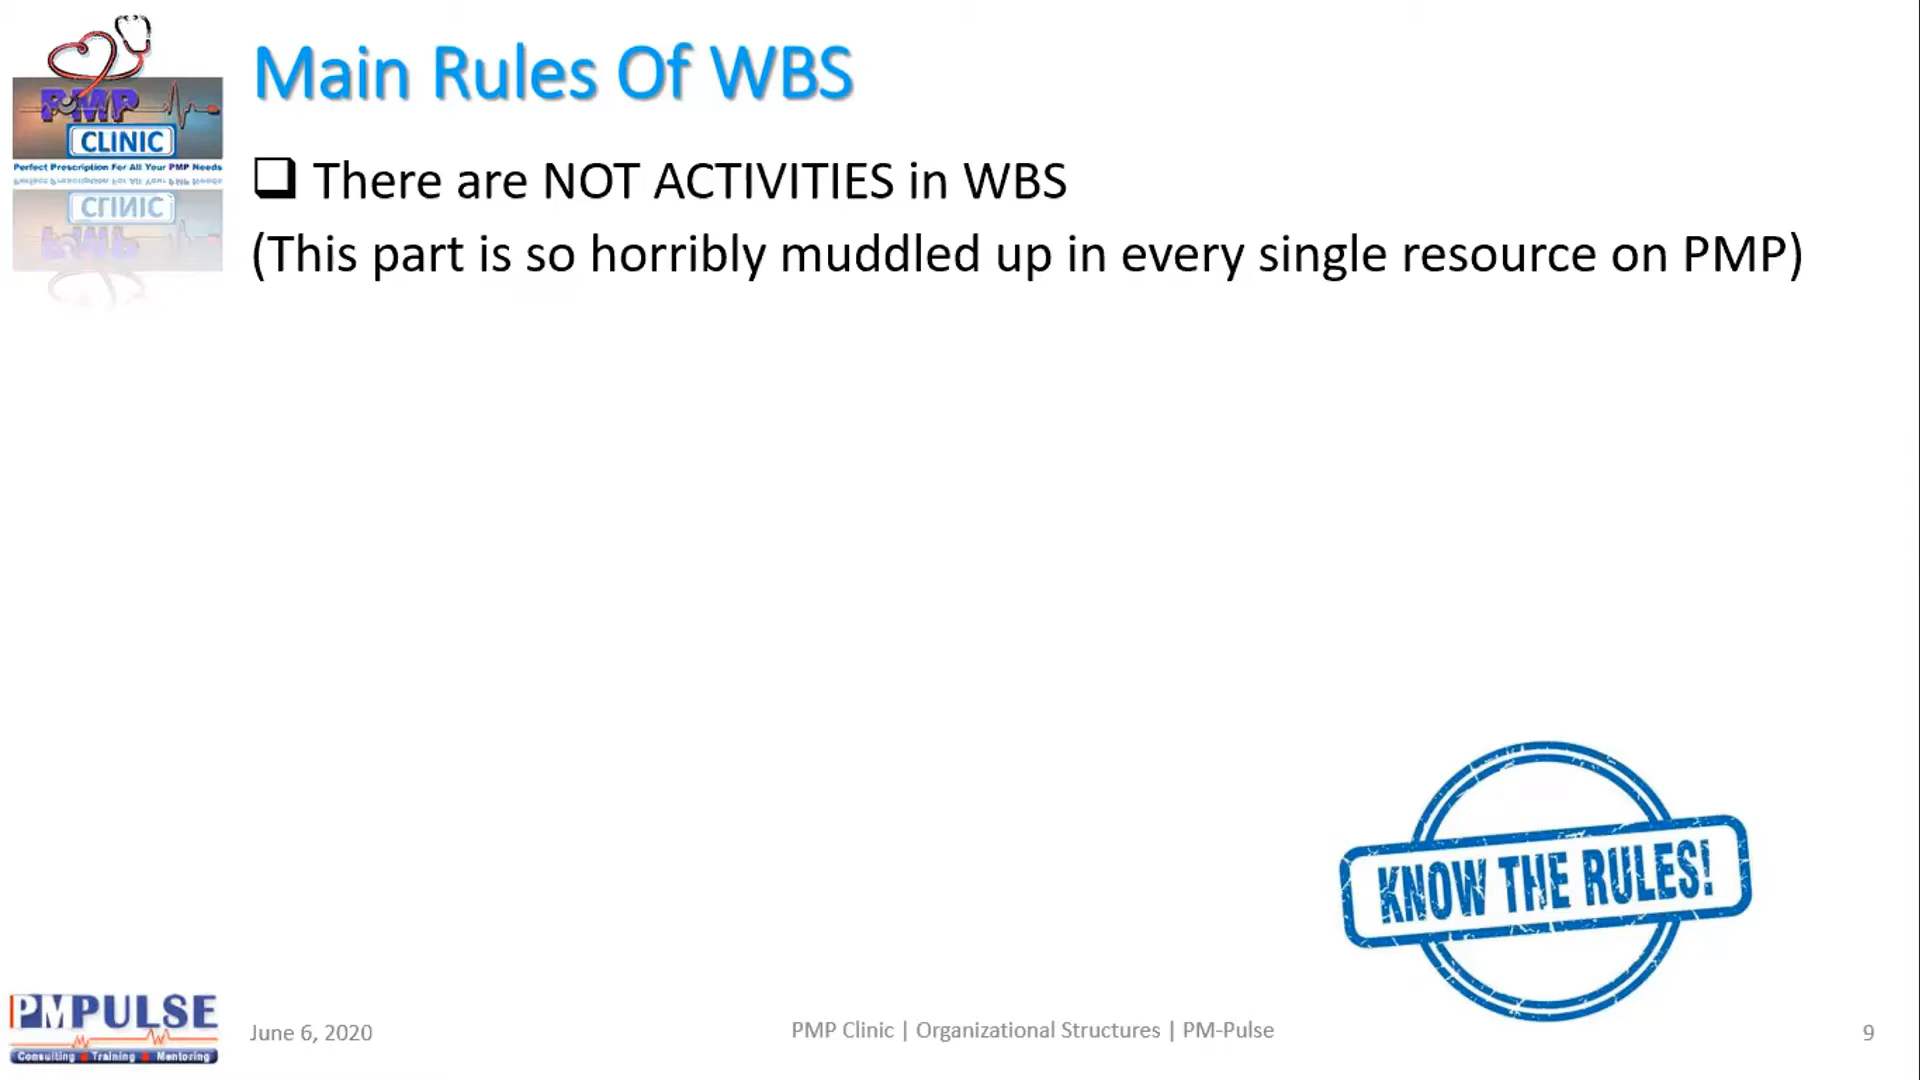 Main Rules Of WBS
PMP
CLINIC
Perfect Prescription For All Your PMP Needs
❑ There are NOT ACTIVITIES in WBS
(This part is so horribly muddled up in every single resource on PMP)
KNOW THE RULES!
PMPULSE
Consulting Training Mentoring
June 6, 2020
PMP Clinic | Organizational Structures | PM-Pulse
9